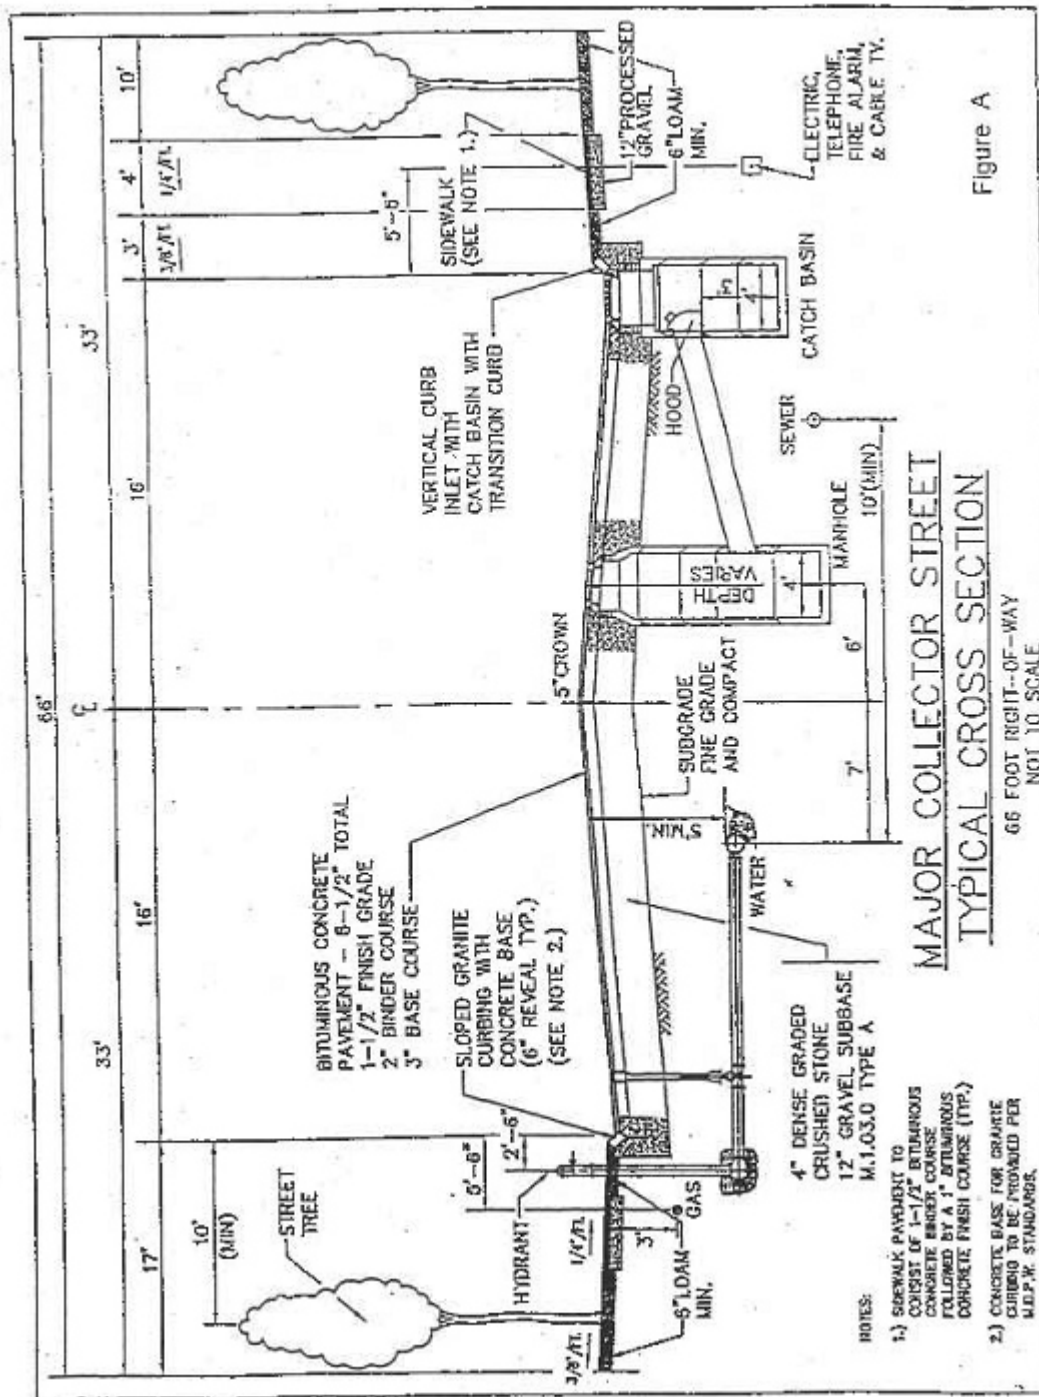 66'
33'
33'
℄
17'
16'
16'
3'
4'
10'
3/8"/FT.
1/4"/FT.
10'
(MIN)
STREET
TREE
BITUMINOUS CONCRETE
PAVEMENT - 6-1/2" TOTAL
1-1/2" FINISH GRADE
2" BINDER COURSE
3" BASE COURSE
VERTICAL CURB
INLET WITH
CATCH BASIN WITH
TRANSITION CURB
5'-6"
SIDEWALK
(SEE NOTE 1.)
SLOPED GRANITE
CURBING WITH
CONCRETE BASE
(6" REVEAL TYP.)
(SEE NOTE 2.)
5'-6"
2'-6"
HYDRANT
5" CROWN
3/8"/FT.
1/4"/FT.
12" PROCESSED
GRAVEL
6" LOAM
MIN.
3'
GAS
6" LOAM
MIN.
5' MIN.
SUBGRADE
FINE GRADE
AND COMPACT
DEPTH
VARIES
4'
HOOD
4'
WATER
7'
6'
MANHOLE
SEWER
CATCH BASIN
10'(MIN)
ELECTRIC,
TELEPHONE,
FIRE ALARM,
& CABLE TV.
4" DENSE GRADED
CRUSHED STONE
12" GRAVEL SUBBASE
M.1.03.0 TYPE A
NOTES:
1.) SIDEWALK PAVEMENT TO
CONSIST OF 1-1/2" BITUMINOUS
CONCRETE BINDER COURSE
FOLLOWED BY A 1" BITUMINOUS
CONCRETE FINISH COURSE (TYP.)
2.) CONCRETE BASE FOR GRANITE
CURBING TO BE PROVIDED PER
STANDARDS.
MAJOR COLLECTOR STREET
TYPICAL CROSS SECTION
66 FOOT RIGHT-OF-WAY
NOT TO SCALE
Figure A